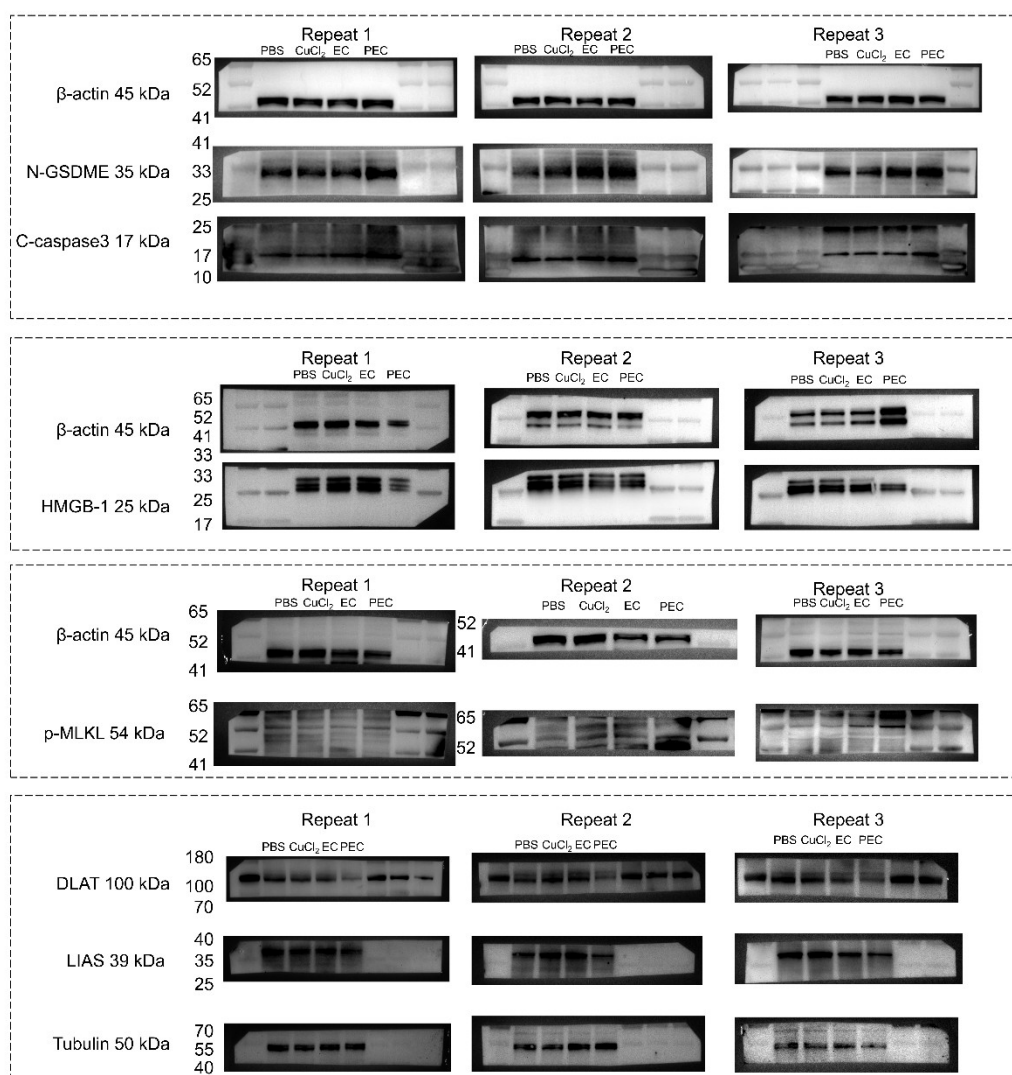 Repeat 1 Repeat 2 Repeat 3
PBS CuCl₂ EC PEC PBS CuCl₂ EC PEC PBS CuCl₂ EC PEC
65
β-actin 45 kDa 52
41
41
N-GSDME 35 kDa 33
25
25
C-caspase3 17 kDa 17
10
Repeat 1 Repeat 2 Repeat 3
PBS CuCl₂ EC PEC PBS CuCl₂ EC PEC PBS CuCl₂ EC PEC
65
52
β-actin 45 kDa 41
33
33
HMGB-1 25 kDa 25
17
Repeat 1 Repeat 2 Repeat 3
PBS CuCl₂ EC PEC PBS CuCl₂ EC PEC PBS CuCl₂ EC PEC
65 52
β-actin 45 kDa 52 41
41
65 65
p-MLKL 54 kDa 52 52
41
Repeat 1 Repeat 2 Repeat 3
PBS CuCl₂ EC PEC PBS CuCl₂ EC PEC PBS CuCl₂ EC PEC
180
DLAT 100 kDa 100
70
40
LIAS 39 kDa 35
25
70
Tubulin 50 kDa 55
40